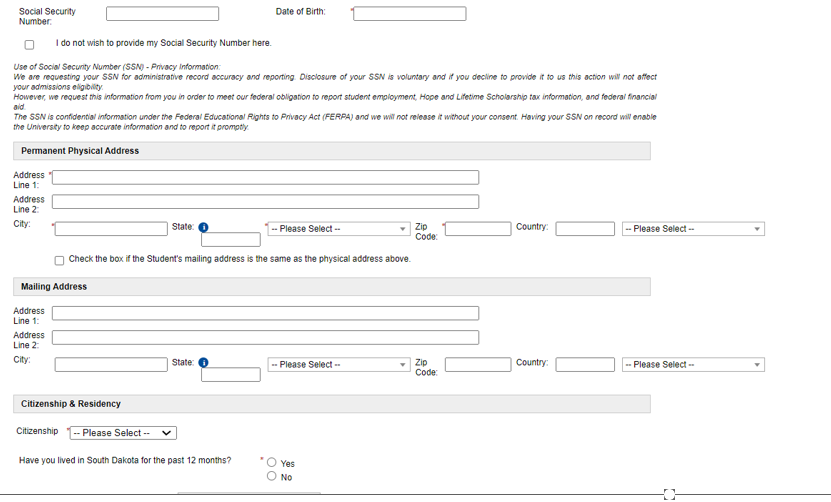 Social Security
Number:
Date of Birth: *
I do not wish to provide my Social Security Number here.
Use of Social Security Number (SSN) - Privacy Information:
We are requesting your SSN for administrative record accuracy and reporting. Disclosure of your SSN is voluntary and if you decline to provide it to us this action will not affect
your admissions eligibility.
However, we request this information from you in order to meet our federal obligation to report student employment, Hope and Lifetime Scholarship tax information, and federal financial
aid.
The SSN is confidential information under the Federal Educational Rights to Privacy Act (FERPA) and we will not release it without your consent. Having your SSN on record will enable
the University to keep accurate information and to report it promptly.
Permanent Physical Address
Address *
Line 1:
Address
Line 2:
City: * State: i * -- Please Select -- Zip * Country: -- Please Select --
Code:
Check the box if the Student's mailing address is the same as the physical address above.
Mailing Address
Address
Line 1:
Address
Line 2:
City: State: i -- Please Select -- Zip Country: -- Please Select --
Code:
Citizenship & Residency
Citizenship * -- Please Select --
Have you lived in South Dakota for the past 12 months? * Yes
No